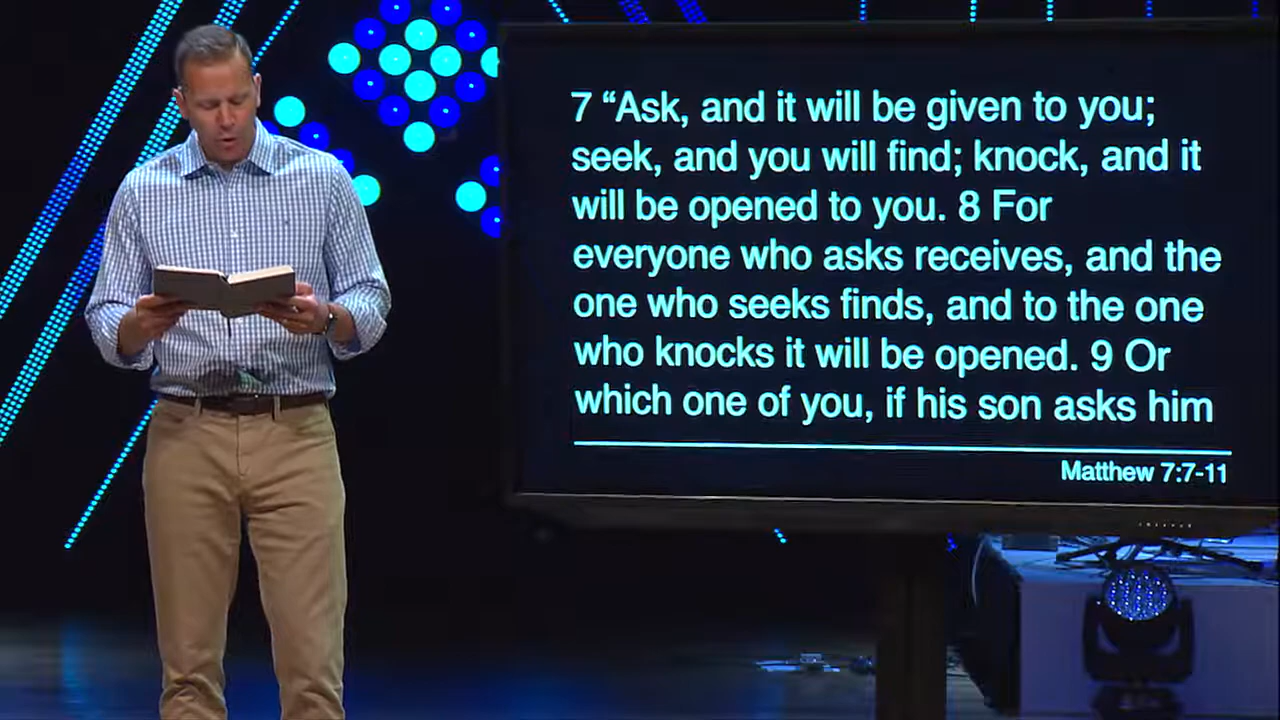 7 “Ask, and it will be given to you;
seek, and you will find; knock, and it
will be opened to you. 8 For
everyone who asks receives, and the
one who seeks finds, and to the one
who knocks it will be opened. 9 Or
which one of you, if his son asks him
Matthew 7:7-11